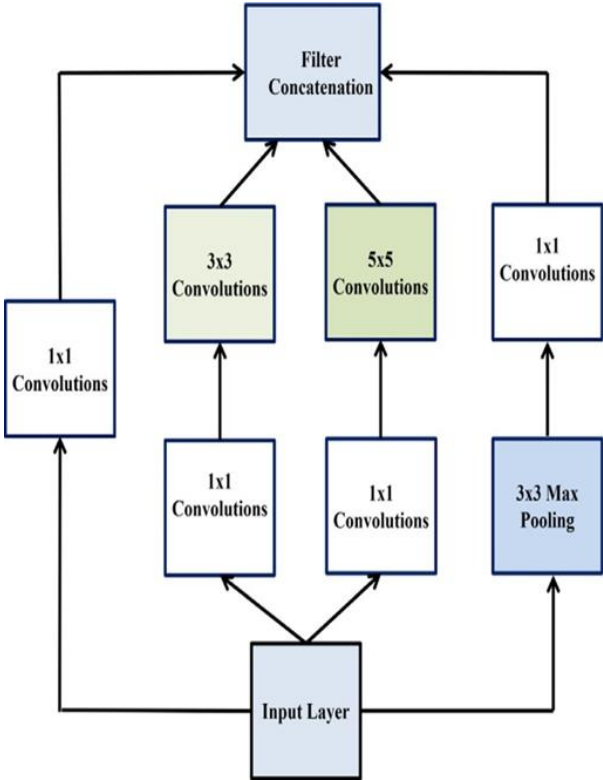 Filter
Concatenation
3x3
Convolutions
5x5
Convolutions
1x1
Convolutions
1x1
Convolutions
1x1
Convolutions
1x1
Convolutions
3x3 Max
Pooling
Input Layer